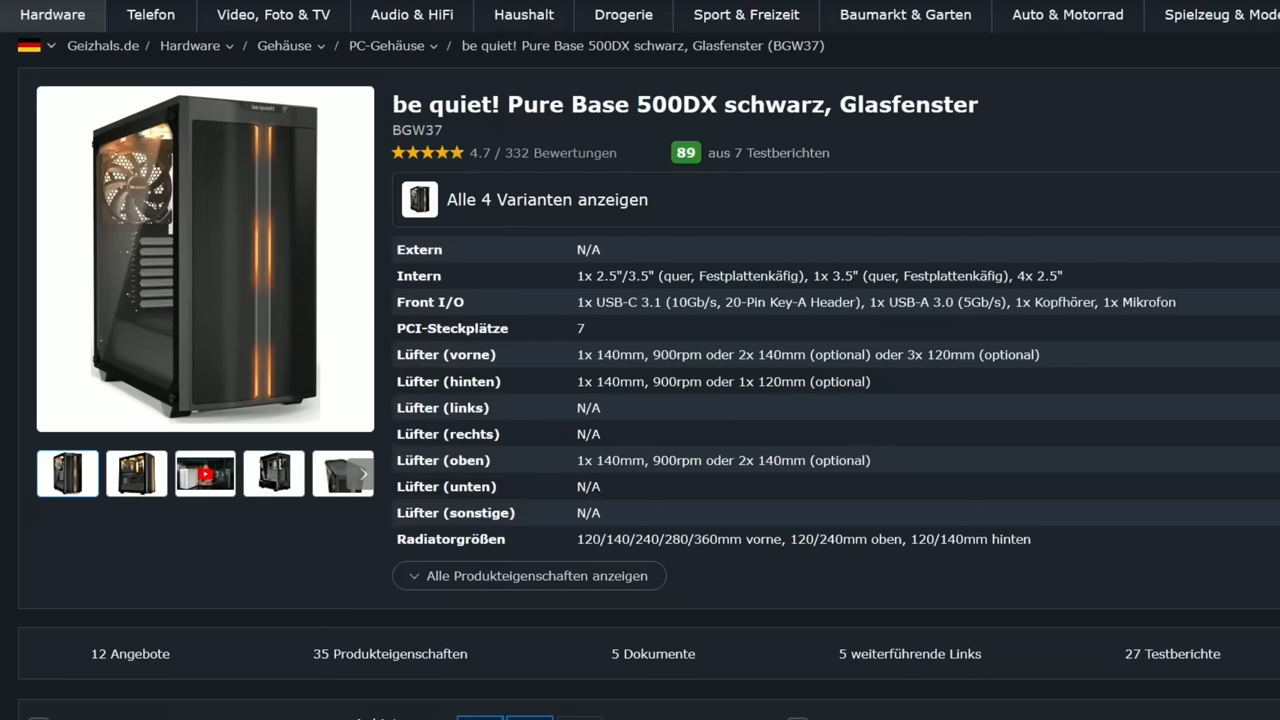 Hardware Telefon Video, Foto & TV Audio & HiFi Haushalt Drogerie Sport & Freizeit Baumarkt & Garten Auto & Motorrad Spielzeug &
Geizhals.de / Hardware / Gehäuse / PC-Gehäuse / be quiet! Pure Base 500DX schwarz, Glasfenster (BGW37)
be quiet! Pure Base 500DX schwarz, Glasfenster
BGW37
4.7 / 332 Bewertungen 89 aus 7 Testberichten
Alle 4 Varianten anzeigen
Extern N/A
Intern 1x 2.5"/3.5" (quer, Festplattenkäfig), 1x 3.5" (quer, Festplattenkäfig), 4x 2.5"
Front I/O 1x USB-C 3.1 (10Gb/s, 20-Pin Key-A Header), 1x USB-A 3.0 (5Gb/s), 1x Kopfhörer, 1x Mikrofon
PCI-Steckplätze 7
Lüfter (vorne) 1x 140mm, 900rpm oder 2x 140mm (optional) oder 3x 120mm (optional)
Lüfter (hinten) 1x 140mm, 900rpm oder 1x 120mm (optional)
Lüfter (links) N/A
Lüfter (rechts) N/A
Lüfter (oben) 1x 140mm, 900rpm oder 2x 140mm (optional)
Lüfter (unten) N/A
Lüfter (sonstige) N/A
Radiatorgrößen 120/140/240/280/360mm vorne, 120/240mm oben, 120/140mm hinten
Alle Produkteigenschaften anzeigen
12 Angebote 35 Produkteigenschaften 5 Dokumente 5 weiterführende Links 27 Testberichte
be quiet!